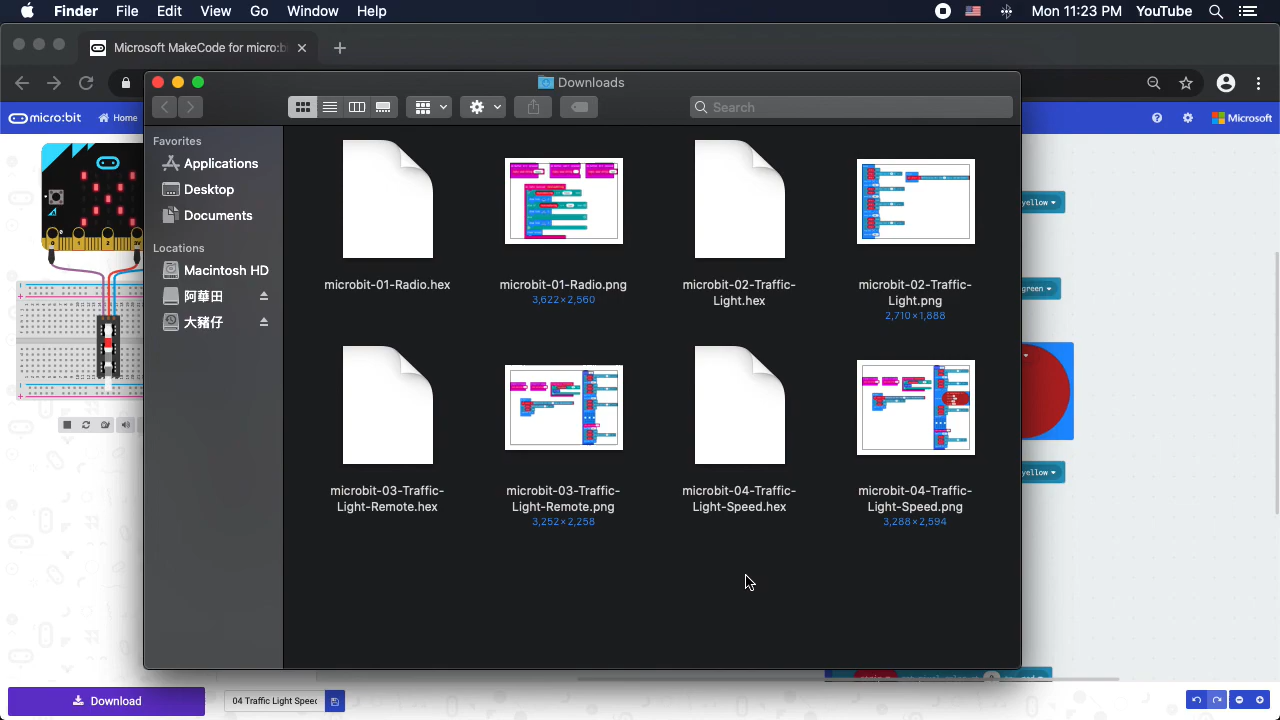 Finder File Edit View Go Window Help
Mon 11:23 PM YouTube
Microsoft MakeCode for micro:b
Downloads
Search
micro:bit
Home
Microsoft
Favorites
Applications
Desktop
Documents
Locations
Macintosh HD
大豬仔
microbit-01-Radio.hex
microbit-01-Radio.png
3,622×2,560
microbit-02-Traffic-
Light.hex
microbit-02-Traffic-
Light.png
2,710×1,888
microbit-03-Traffic-
Light-Remote.hex
microbit-03-Traffic-
Light-Remote.png
3,252×2,258
microbit-04-Traffic-
Light-Speed.hex
microbit-04-Traffic-
Light-Speed.png
3,288×2,594
yellow
green
yellow
Download
04 Traffic Light Speec